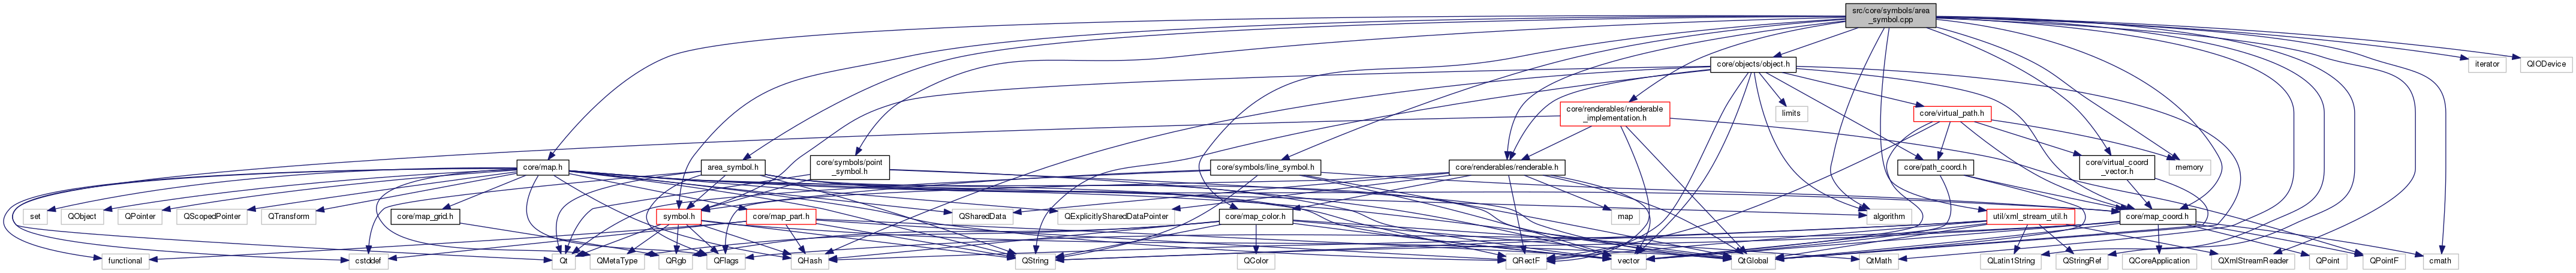 src/core/symbols/area
_symbol.cpp
core/objects/object.h
iterator
QIODevice
core/renderables/renderable
_implementation.h
limits
core/virtual_path.h
core/map.h
area_symbol.h
core/symbols/point
_symbol.h
core/symbols/line_symbol.h
core/renderables/renderable.h
core/path_coord.h
core/virtual_coord
_vector.h
memory
set
QObject
QPointer
QScopedPointer
QTransform
core/map_grid.h
symbol.h
core/map_part.h
QExplicitlySharedDataPointer
QSharedData
core/map_color.h
map
algorithm
util/xml_stream_util.h
core/map_coord.h
functional
cstddef
Qt
QMetaType
QRgb
QFlags
QHash
QString
QColor
QRectF
vector
QtGlobal
QtMath
QLatin1String
QStringRef
QCoreApplication
QXmlStreamReader
QPoint
QPointF
cmath